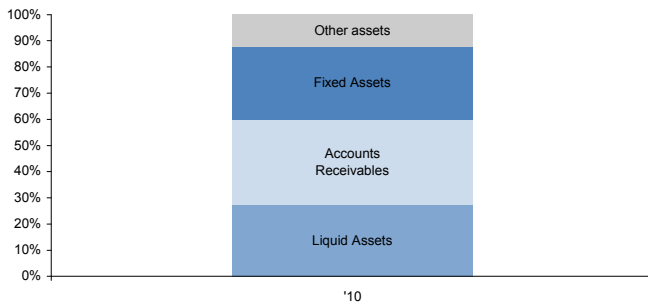 100%
90%
80%
70%
60%
50%
40%
30%
20%
10%
0%
Other assets
Fixed Assets
Accounts
Receivables
Liquid Assets
'10